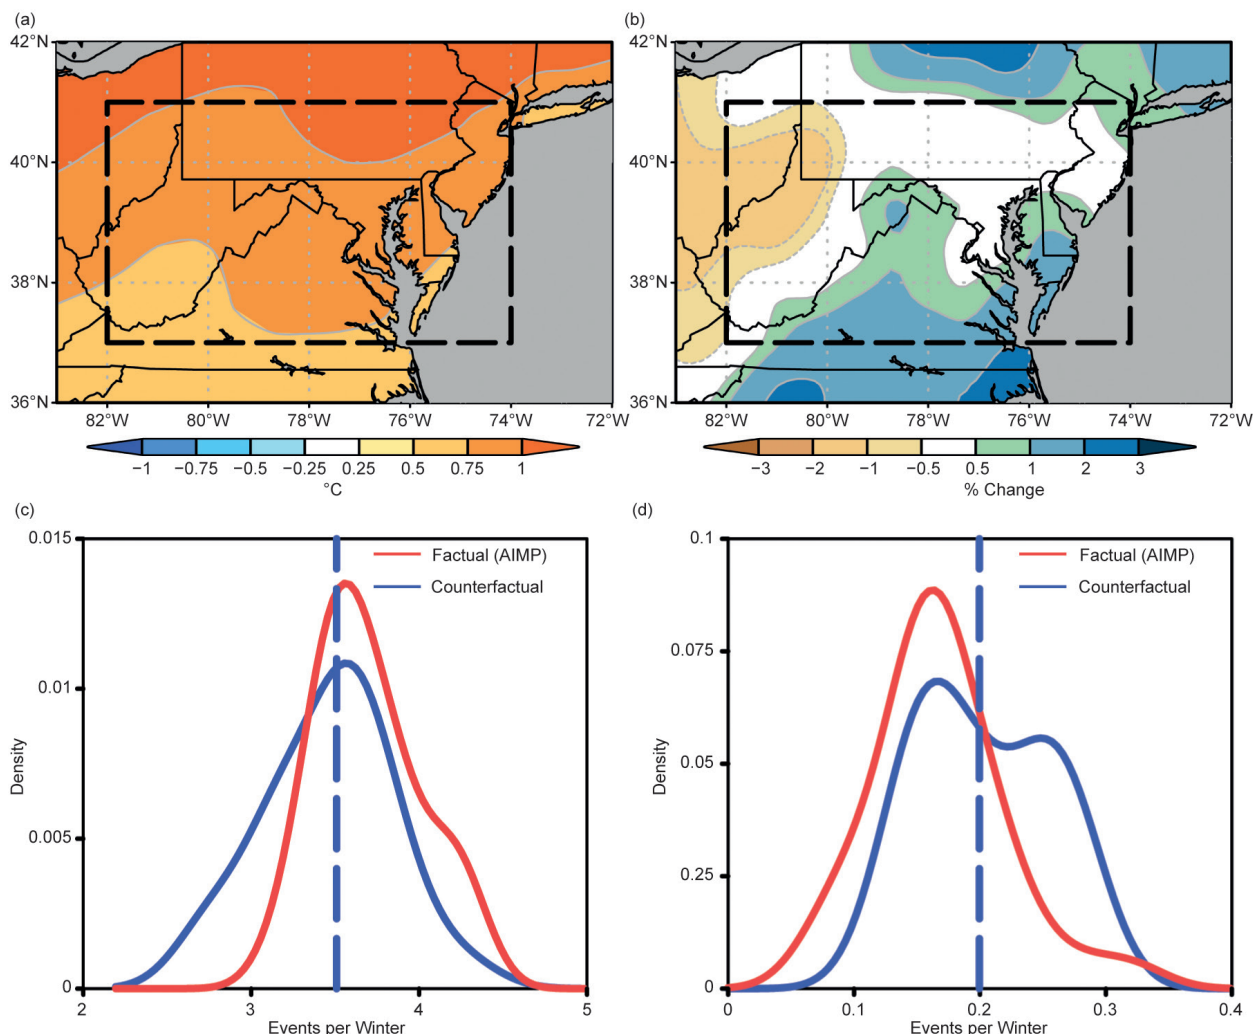 (a)
(b)
42°N
40°N
38°N
36°N
82°W
80°W
78°W
76°W
74°W
72°W
42°N
40°N
38°N
36°N
82°W
80°W
78°W
76°W
74°W
72°W
−1
−0.75
−0.5
−0.25
0.25
0.5
0.75
1
°C
−3
−2
−1
−0.5
0.5
1
2
3
% Change
(c)
(d)
0.015
0.01
0.005
0
Density
Factual (AIMP)
Counterfactual
2
3
4
5
Events per Winter
0.1
0.075
0.05
0.25
0
Density
Factual (AIMP)
Counterfactual
0
0.1
0.2
0.3
0.4
Events per Winter